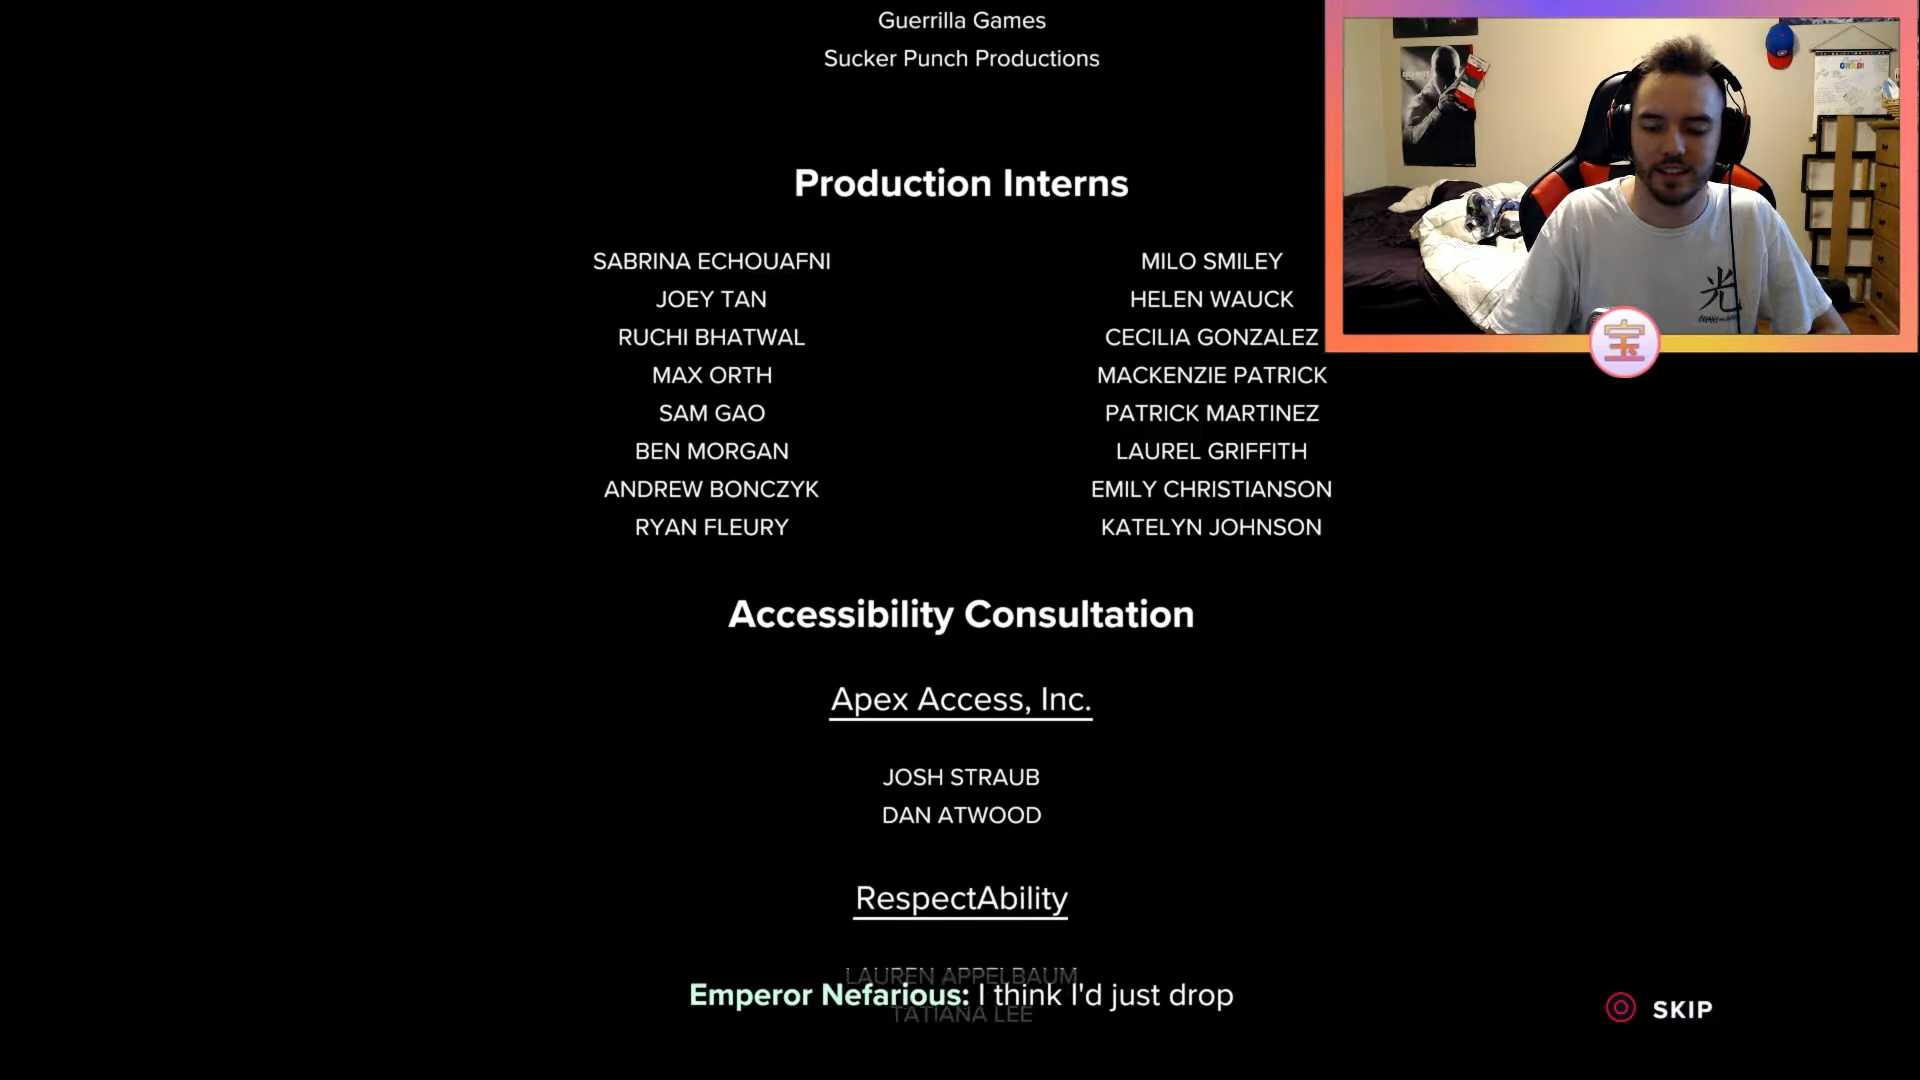 Guerrilla Games
Sucker Punch Productions
Production Interns
SABRINA ECHOUAFNI
JOEY TAN
RUCHI BHATWAL
MAX ORTH
SAM GAO
BEN MORGAN
ANDREW BONCZYK
RYAN FLEURY
MILO SMILEY
HELEN WAUCK
CECILIA GONZALEZ
MACKENZIE PATRICK
PATRICK MARTINEZ
LAUREL GRIFFITH
EMILY CHRISTIANSON
KATELYN JOHNSON
Accessibility Consultation
Apex Access, Inc.
JOSH STRAUB
DAN ATWOOD
RespectAbility
LAUREN APPELBAUM
Emperor Nefarious: I think I'd just drop
TATIANA LEE
SKIP
光
宝